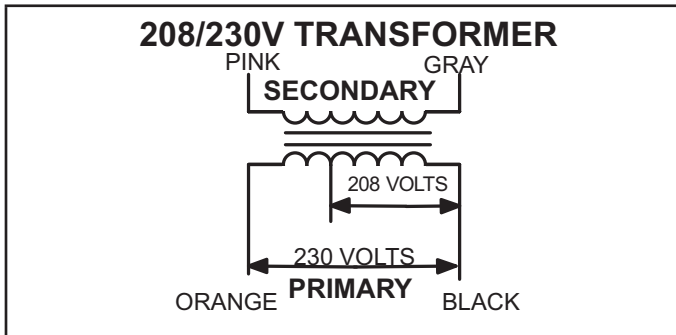 208/230V TRANSFORMER
PINK GRAY
SECONDARY
208 VOLTS
230 VOLTS
PRIMARY
ORANGE BLACK